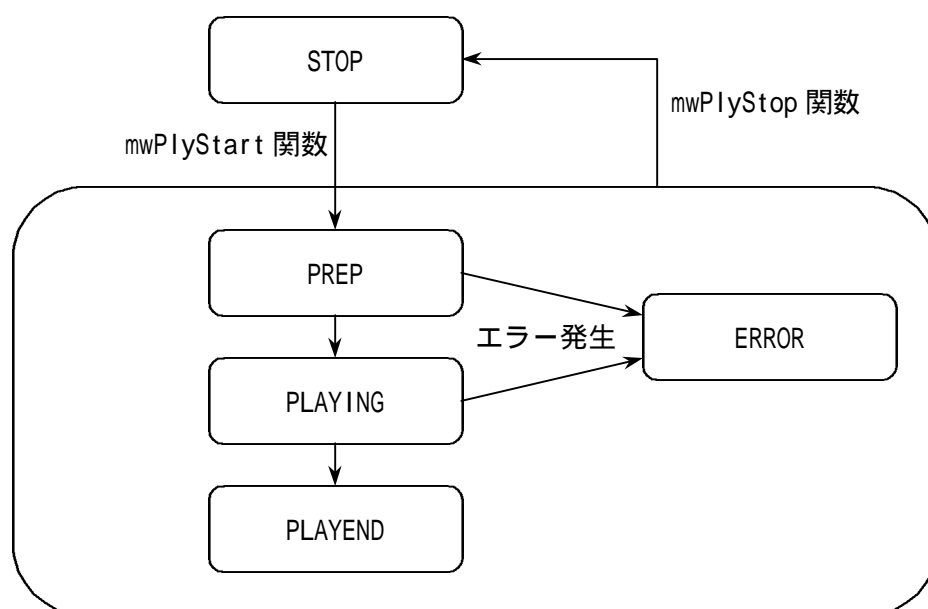 STOP
mwPlyStop 関数
mwPlyStart 関数
PREP
エラー発生
ERROR
PLAYING
PLAYEND